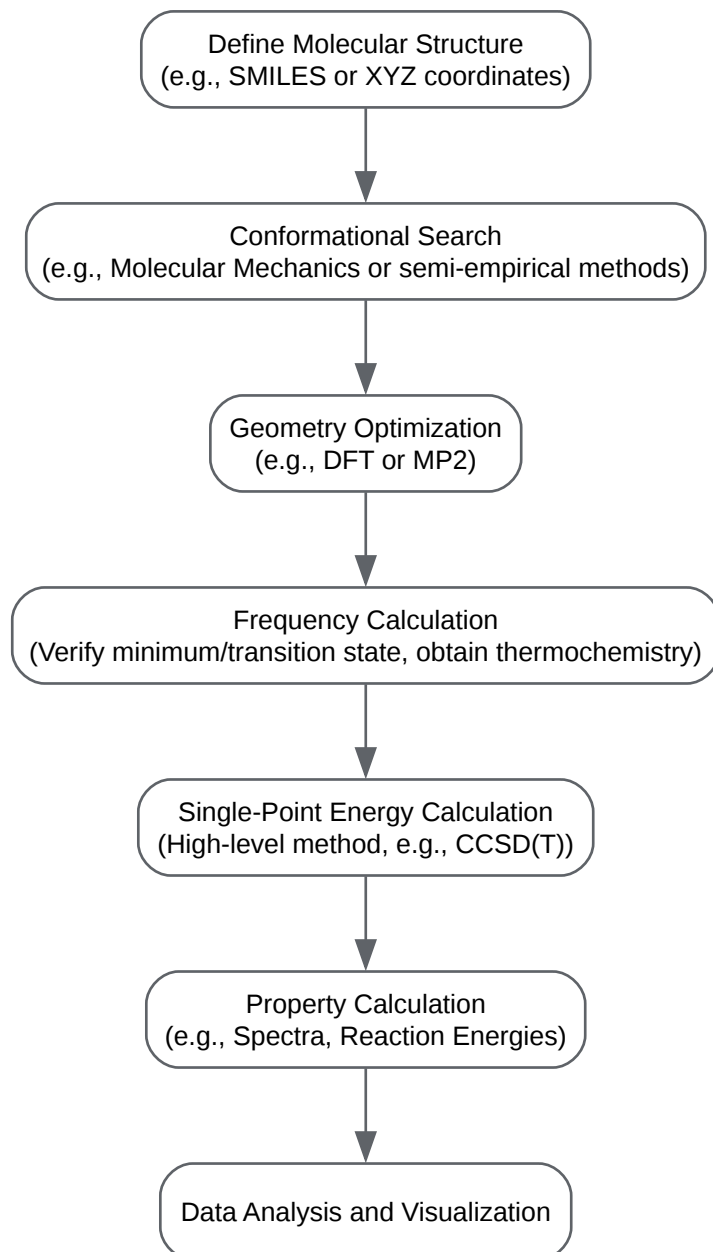 Define Molecular Structure
(e.g., SMILES or XYZ coordinates)
Conformational Search
(e.g., Molecular Mechanics or semi-empirical methods)
Geometry Optimization
(e.g., DFT or MP2)
Frequency Calculation
(Verify minimum/transition state, obtain thermochemistry)
Single-Point Energy Calculation
(High-level method, e.g., CCSD(T))
Property Calculation
(e.g., Spectra, Reaction Energies)
Data Analysis and Visualization